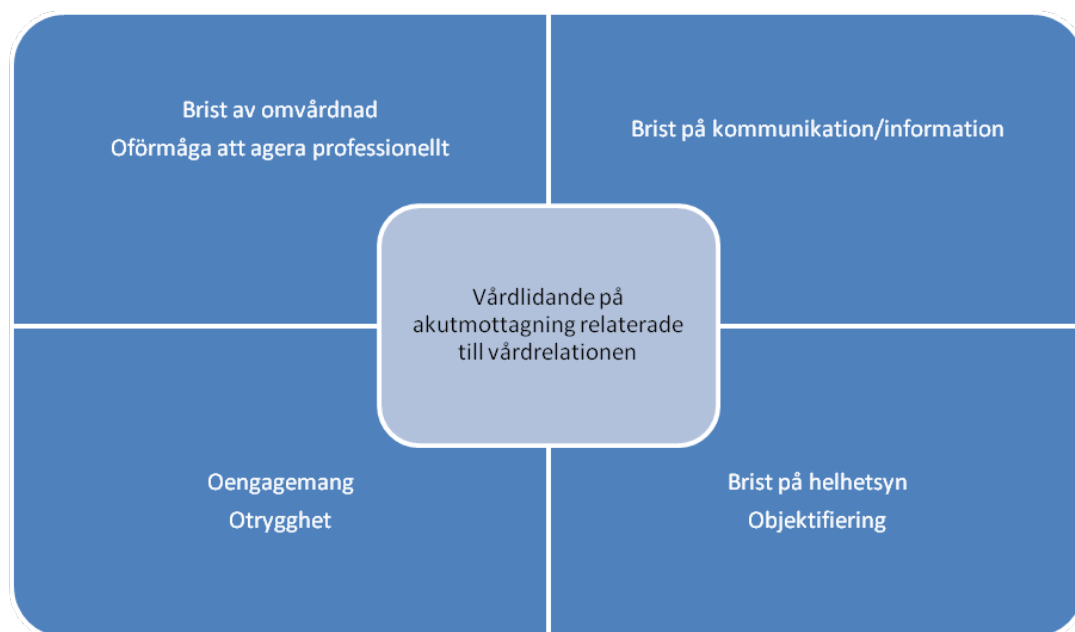 Brist av omvårdnad
Oförmåga att agera professionellt
Brist på kommunikation/information
Vårdlidande på
akutmottagning relaterade
till vårdrelationen
Oengagemang
Otrygghet
Brist på helhetsyn
Objektifiering